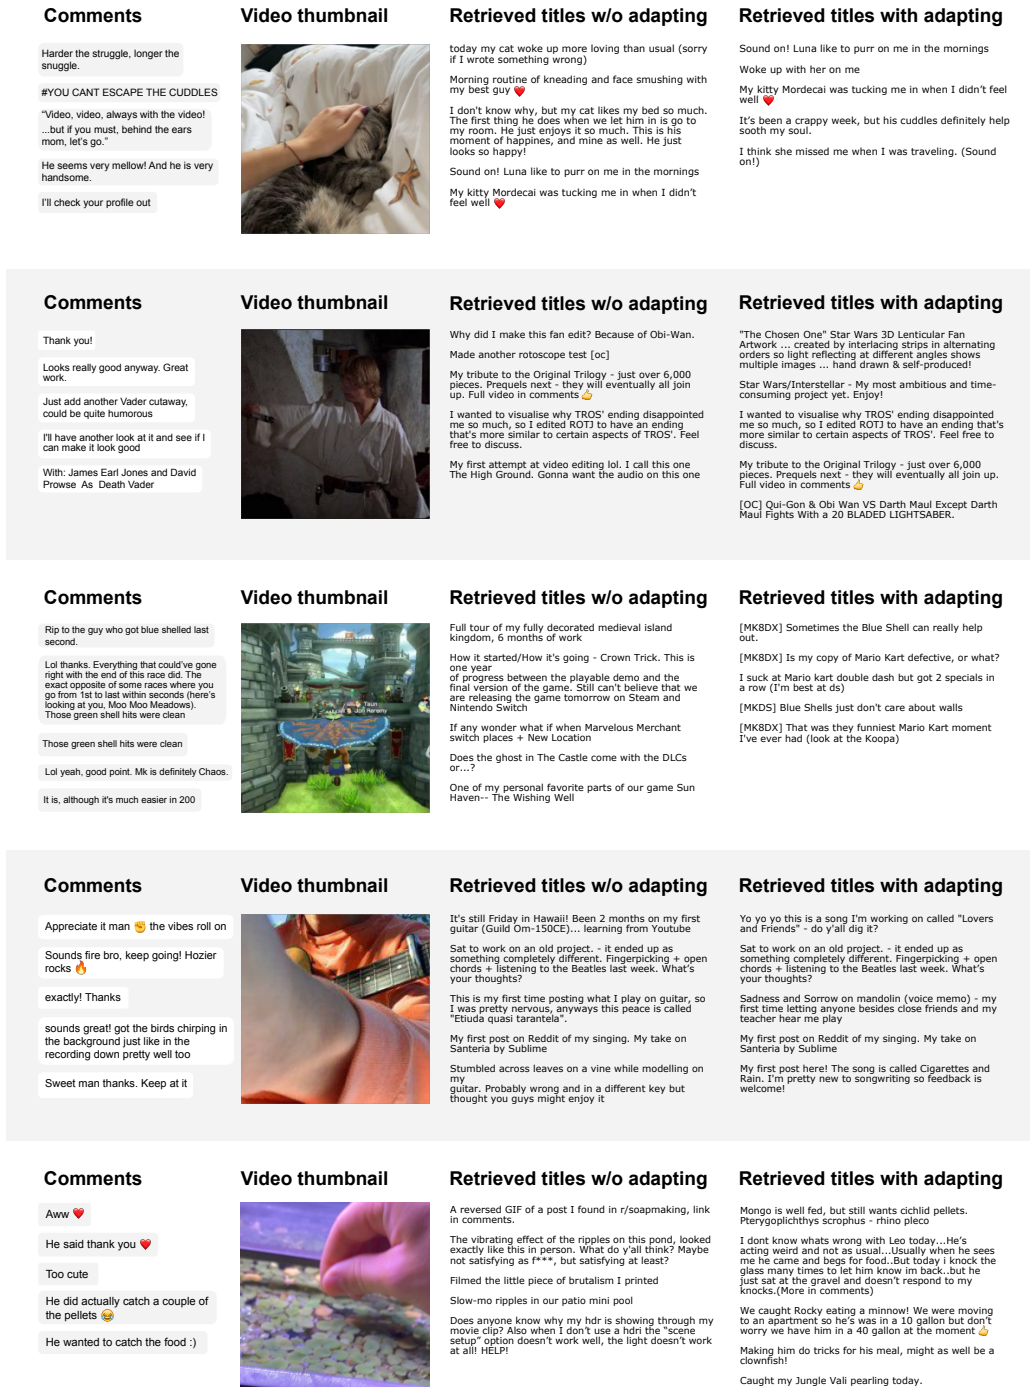 Comments
Video thumbnail
Retrieved titles w/o adapting
Retrieved titles with adapting
Harder the struggle, longer the
snuggle.
#YOU CANT ESCAPE THE CUDDLES
“Video, video, always with the video!
...but if you must, behind the ears
mom, let's go.”
He seems very mellow! And he is very
handsome.
I'll check your profile out
today my cat woke up more loving than usual (sorry
if I wrote something wrong)
Morning routine of kneading and face smushing with
my best guy ❤️
I don't know why, but my cat likes my bed so much.
The first thing he does when we let him in is go to
my room. He just enjoys it so much. This is his
moment of happines, and mine as well. He just
looks so happy!
Sound on! Luna like to purr on me in the mornings
My kitty Mordecai was tucking me in when I didn’t
feel well ❤️
Sound on! Luna like to purr on me in the mornings
Woke up with her on me
My kitty Mordecai was tucking me in when I didn’t feel
well ❤️
It’s been a crappy week, but his cuddles definitely help
sooth my soul.
I think she missed me when I was traveling. (Sound
on!)
Comments
Video thumbnail
Retrieved titles w/o adapting
Retrieved titles with adapting
Thank you!
Looks really good anyway. Great
work.
Just add another Vader cutaway,
could be quite humorous
I'll have another look at it and see if I
can make it look good
With: James Earl Jones and David
Prowse As Death Vader
Why did I make this fan edit? Because of Obi-Wan.
Made another rotoscope test [oc]
My tribute to the Original Trilogy - just over 6,000
pieces. Prequels next - they will eventually all join
up. Full video in comments 👍
I wanted to visualise why TROS' ending disappointed
me so much, so I edited ROTJ to have an ending
that's more similar to certain aspects of TROS'. Feel
free to discuss.
My first attempt at video editing lol. I call this one
The High Ground. Gonna want the audio on this one
"The Chosen One" Star Wars 3D Lenticular Fan
Artwork ... created by interlacing strips in alternating
orders so light reflecting at different angles shows
multiple images ... hand drawn & self-produced!
Star Wars/Interstellar - My most ambitious and time-
consuming project yet. Enjoy!
I wanted to visualise why TROS' ending disappointed
me so much, so I edited ROTJ to have an ending that's
more similar to certain aspects of TROS'. Feel free to
discuss.
My tribute to the Original Trilogy - just over 6,000
pieces. Prequels next - they will eventually all join up.
Full video in comments 👍
[OC] Qui-Gon & Obi Wan VS Darth Maul Except Darth
Maul Fights With a 20 BLADED LIGHTSABER.
Comments
Video thumbnail
Retrieved titles w/o adapting
Retrieved titles with adapting
Rip to the guy who got blue shelled last
second.
Lol thanks. Everything that could've gone
right with the end of this race did. The
exact opposite of some races where you
go from 1st to last within seconds (here's
looking at you, Moo Moo Meadows).
Those green shell hits were clean
Those green shell hits were clean
Lol yeah, good point. Mk is definitely Chaos.
It is, although it's much easier in 200
Full tour of my fully decorated medieval island
kingdom, 6 months of work
How it started/How it's going - Crown Trick. This is
one year
of progress between the playable demo and the
final version of the game. Still can't believe that we
are releasing the game tomorrow on Steam and
Nintendo Switch
If any wonder what if when Marvelous Merchant
switch places + New Location
Does the ghost in The Castle come with the DLCs
or...?
One of my personal favorite parts of our game Sun
Haven-- The Wishing Well
[MK8DX] Sometimes the Blue Shell can really help
out.
[MK8DX] Is my copy of Mario Kart defective, or what?
I suck at Mario kart double dash but got 2 specials in
a row (I'm best at ds)
[MKDS] Blue Shells just don't care about walls
[MK8DX] That was they funniest Mario Kart moment
I've ever had (look at the Koopa)
Comments
Video thumbnail
Retrieved titles w/o adapting
Retrieved titles with adapting
Appreciate it man ✊ the vibes roll on
Sounds fire bro, keep going! Hozier
rocks 🔥
exactly! Thanks
sounds great! got the birds chirping in
the background just like in the
recording down pretty well too
Sweet man thanks. Keep at it
It's still Friday in Hawaii! Been 2 months on my first
guitar (Guild Om-150CE)... learning from Youtube
Sat to work on an old project. - it ended up as
something completely different. Fingerpicking + open
chords + listening to the Beatles last week. What's
your thoughts?
This is my first time posting what I play on guitar, so
I was pretty nervous, anyways this peace is called
"Etiuda quasi tarantela".
My first post on Reddit of my singing. My take on
Santeria by Sublime
Stumbled across leaves on a vine while modelling on
my
guitar. Probably wrong and in a different key but
thought you guys might enjoy it
Yo yo yo this is a song I'm working on called "Lovers
and Friends" - do y'all dig it?
Sat to work on an old project. - it ended up as
something completely different. Fingerpicking + open
chords + listening to the Beatles last week. What's
your thoughts?
Sadness and Sorrow on mandolin (voice memo) - my
first time letting anyone besides close friends and my
teacher hear me play
My first post on Reddit of my singing. My take on
Santeria by Sublime
My first post here! The song is called Cigarettes and
Rain. I'm pretty new to songwriting so feedback is
welcome!
Comments
Video thumbnail
Retrieved titles w/o adapting
Retrieved titles with adapting
Aww ❤️
He said thank you ❤️
Too cute
He did actually catch a couple of
the pellets 😂
He wanted to catch the food :)
A reversed GIF of a post I found in r/soapmaking, link
in comments.
The vibrating effect of the ripples on this pond, looked
exactly like this in person. What do y'all think? Maybe
not satisfying as f***, but satisfying at least?
Filmed the little piece of brutalism I printed
Slow-mo ripples in our patio mini pool
Does anyone know why my hdr is showing through my
movie clip? Also when I don't use a hdri the “scene
setup” option doesn’t work well, the light doesn’t work
at all! HELP!
Mongo is well fed, but still wants cichlid pellets.
Pterygoplichthys scrophus - rhino pleco
I dont know whats wrong with Leo today...He’s
acting weird and not as usual...Usually when he sees
me he came and begs for food..But today i knock the
glass many times to let him know im back..but he
just sat at the gravel and doesn’t respond to my
knocks.(More in comments)
We caught Rocky eating a minnow! We were moving
to an apartment so he’s was in a 10 gallon but don’t
worry we have him in a 40 gallon at the moment 👍
Making him do tricks for his meal, might as well be a
clownfish!
Caught my Jungle Vali pearling today.